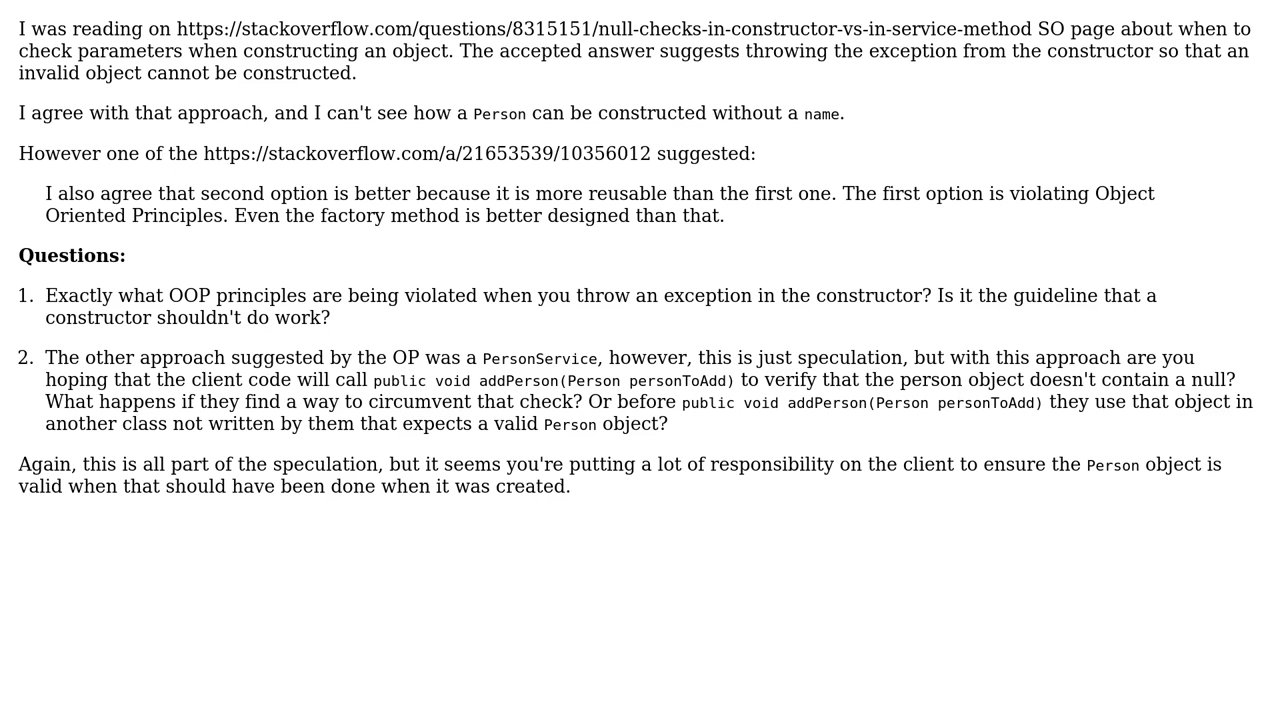 I was reading on https://stackoverflow.com/questions/8315151/null-checks-in-constructor-vs-in-service-method SO page about when to
check parameters when constructing an object. The accepted answer suggests throwing the exception from the constructor so that an
invalid object cannot be constructed.
I agree with that approach, and I can't see how a Person can be constructed without a name.
However one of the https://stackoverflow.com/a/21653539/10356012 suggested:
I also agree that second option is better because it is more reusable than the first one. The first option is violating Object
Oriented Principles. Even the factory method is better designed than that.
Questions:
1. Exactly what OOP principles are being violated when you throw an exception in the constructor? Is it the guideline that a
constructor shouldn't do work?
2. The other approach suggested by the OP was a PersonService, however, this is just speculation, but with this approach are you
hoping that the client code will call public void addPerson(Person personToAdd) to verify that the person object doesn't contain a null?
What happens if they find a way to circumvent that check? Or before public void addPerson(Person personToAdd) they use that object in
another class not written by them that expects a valid Person object?
Again, this is all part of the speculation, but it seems you're putting a lot of responsibility on the client to ensure the Person object is
valid when that should have been done when it was created.